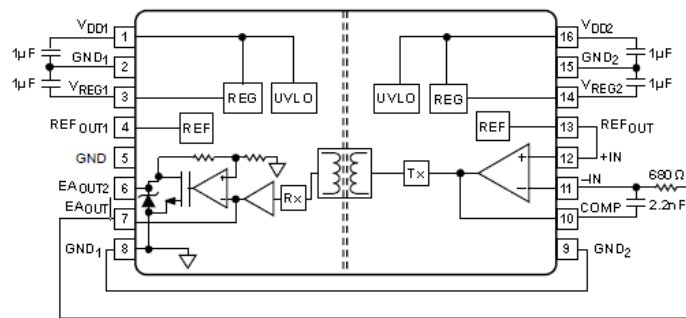 VDD1 1 16 VDD2
1µF 1µF
GND1 2 15 GND2
1µF 1µF
VREG1 3 REG UVLO UVLO REG 14 VREG2
REFOUT1 4 REF REF 13 REFOUT
GND 5 12 +IN
+ +
EAOUT2 6 Rx Tx 11 –IN 680 Ω
– –
EAOUT 7 10 COMP 2.2nF
GND1 8 9 GND2